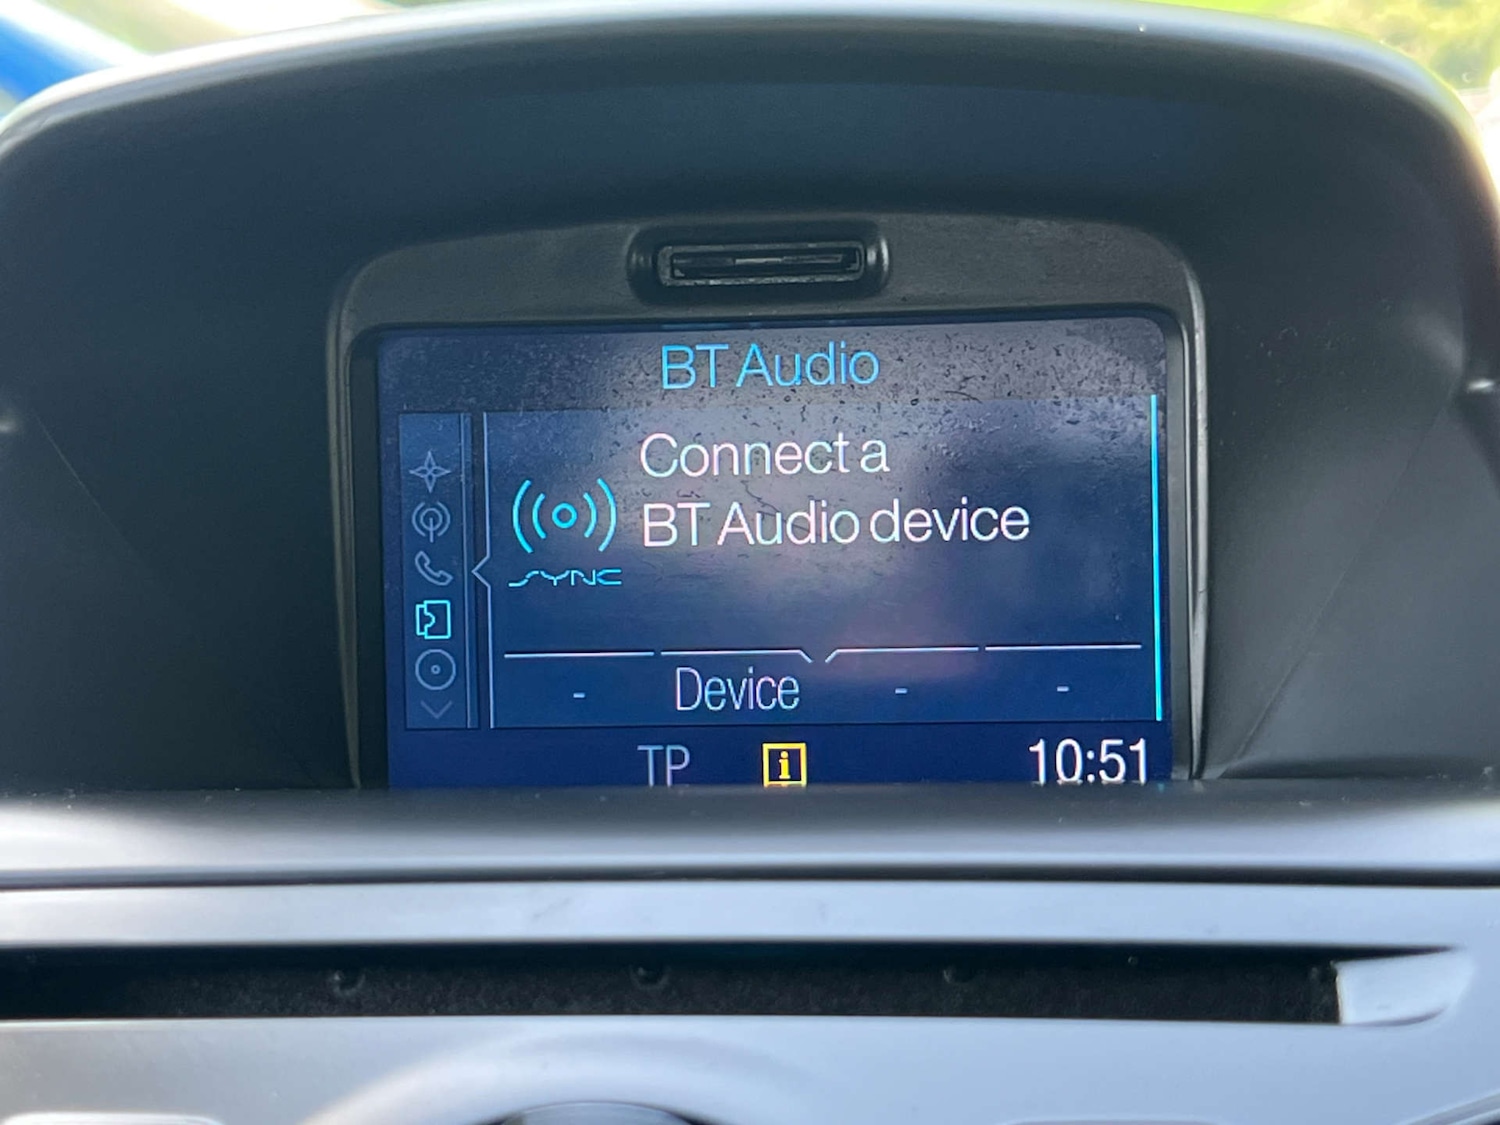 BT Audio
Connect a
BT Audio device
SYNC
- Device - -
TP i 10:51